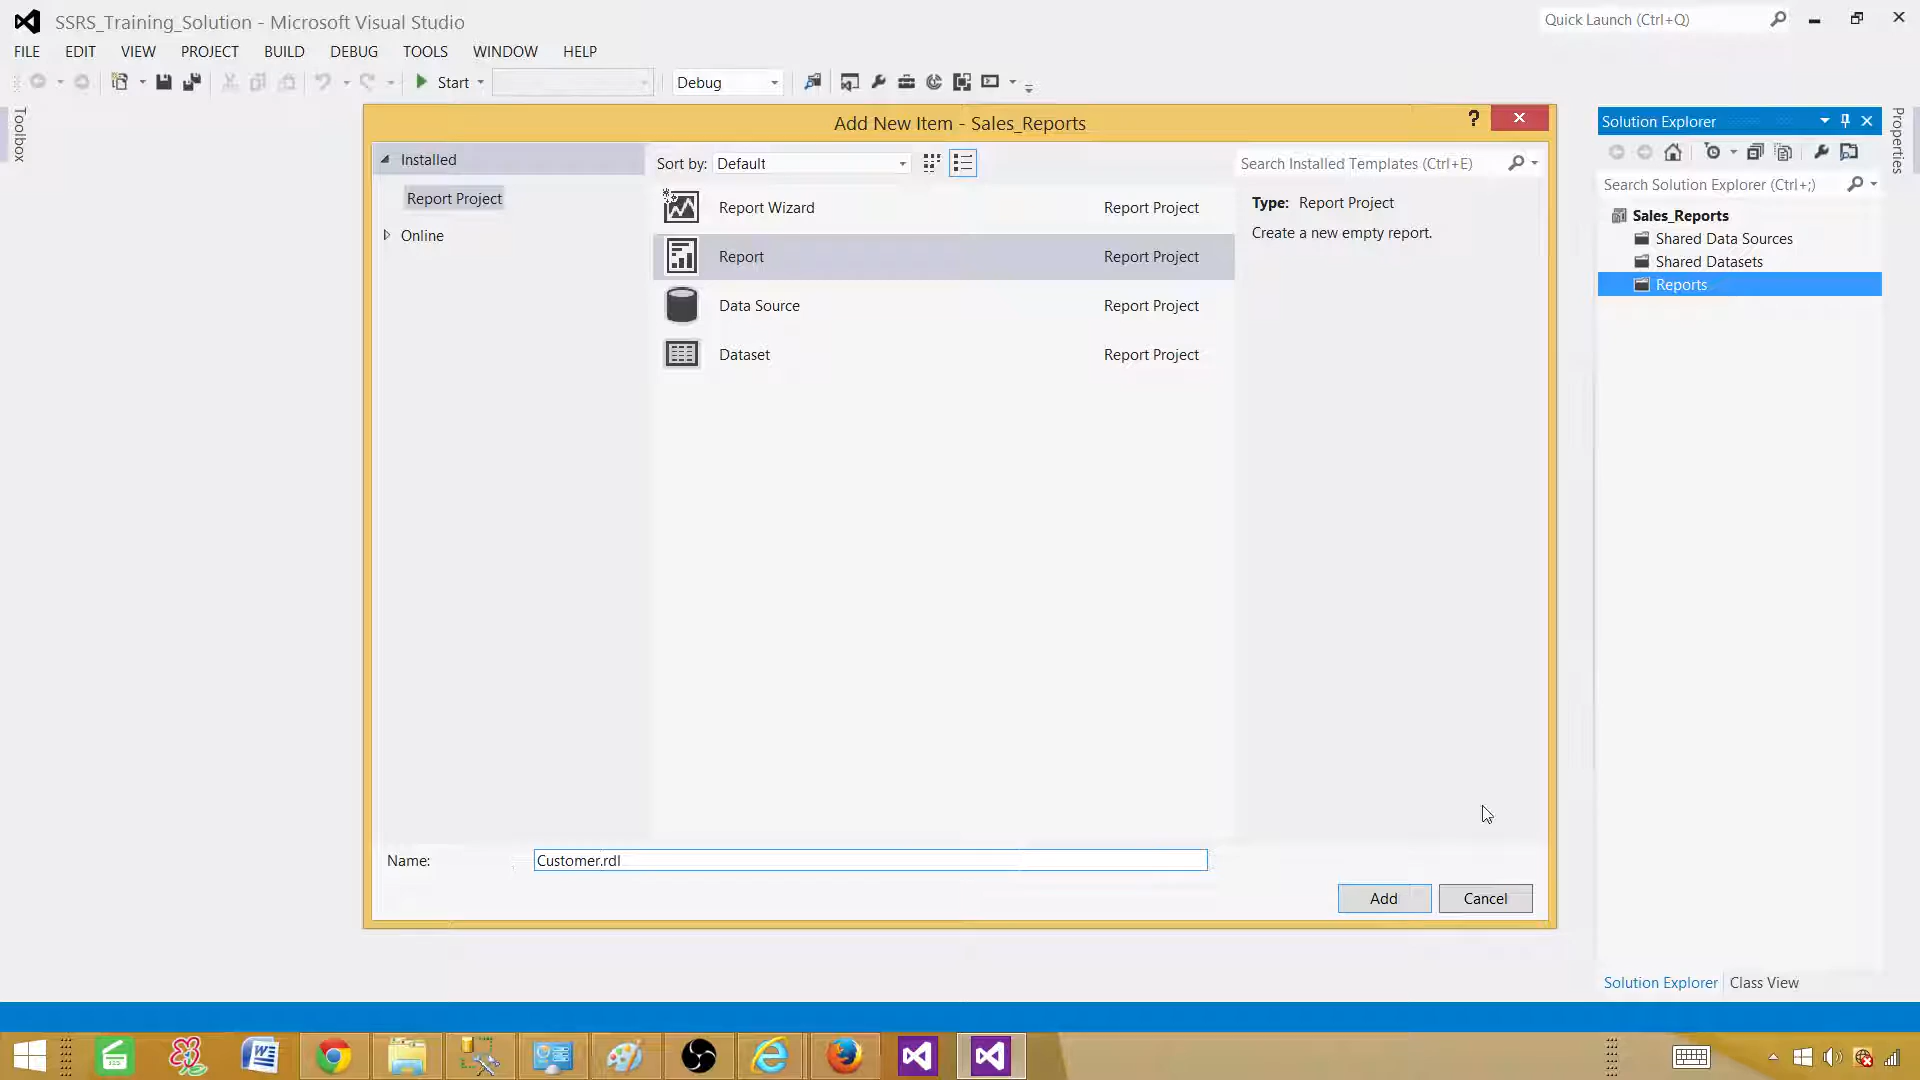 SSRS_Training_Solution - Microsoft Visual Studio
Quick Launch (Ctrl+Q)
FILE EDIT VIEW PROJECT BUILD DEBUG TOOLS WINDOW HELP
Start Debug
Toolbox
Add New Item - Sales_Reports
?
Installed
Report Project
Online
Sort by: Default
Search Installed Templates (Ctrl+E)
Report Wizard Report Project
Report Report Project
Data Source Report Project
Dataset Report Project
Type: Report Project
Create a new empty report.
Name: Customer.rdl
Add Cancel
Solution Explorer
Search Solution Explorer (Ctrl+;)
Sales_Reports
Shared Data Sources
Shared Datasets
Reports
Solution Explorer Class View
Properties